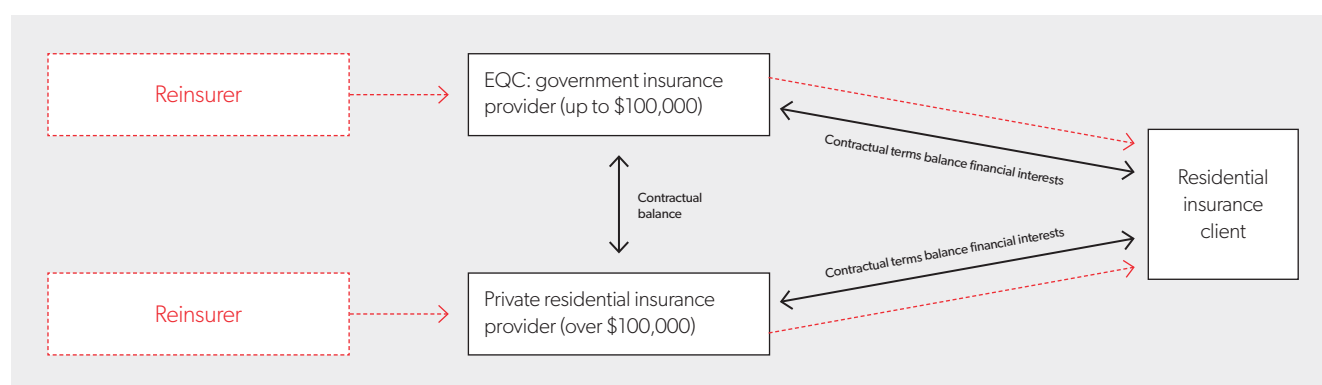 Reinsurer
EQC: government insurance
provider (up to $100,000)
Contractual terms balance financial interests
Residential
insurance
client
Contractual
balance
Contractual terms balance financial interests
Reinsurer
Private residential insurance
provider (over $100,000)